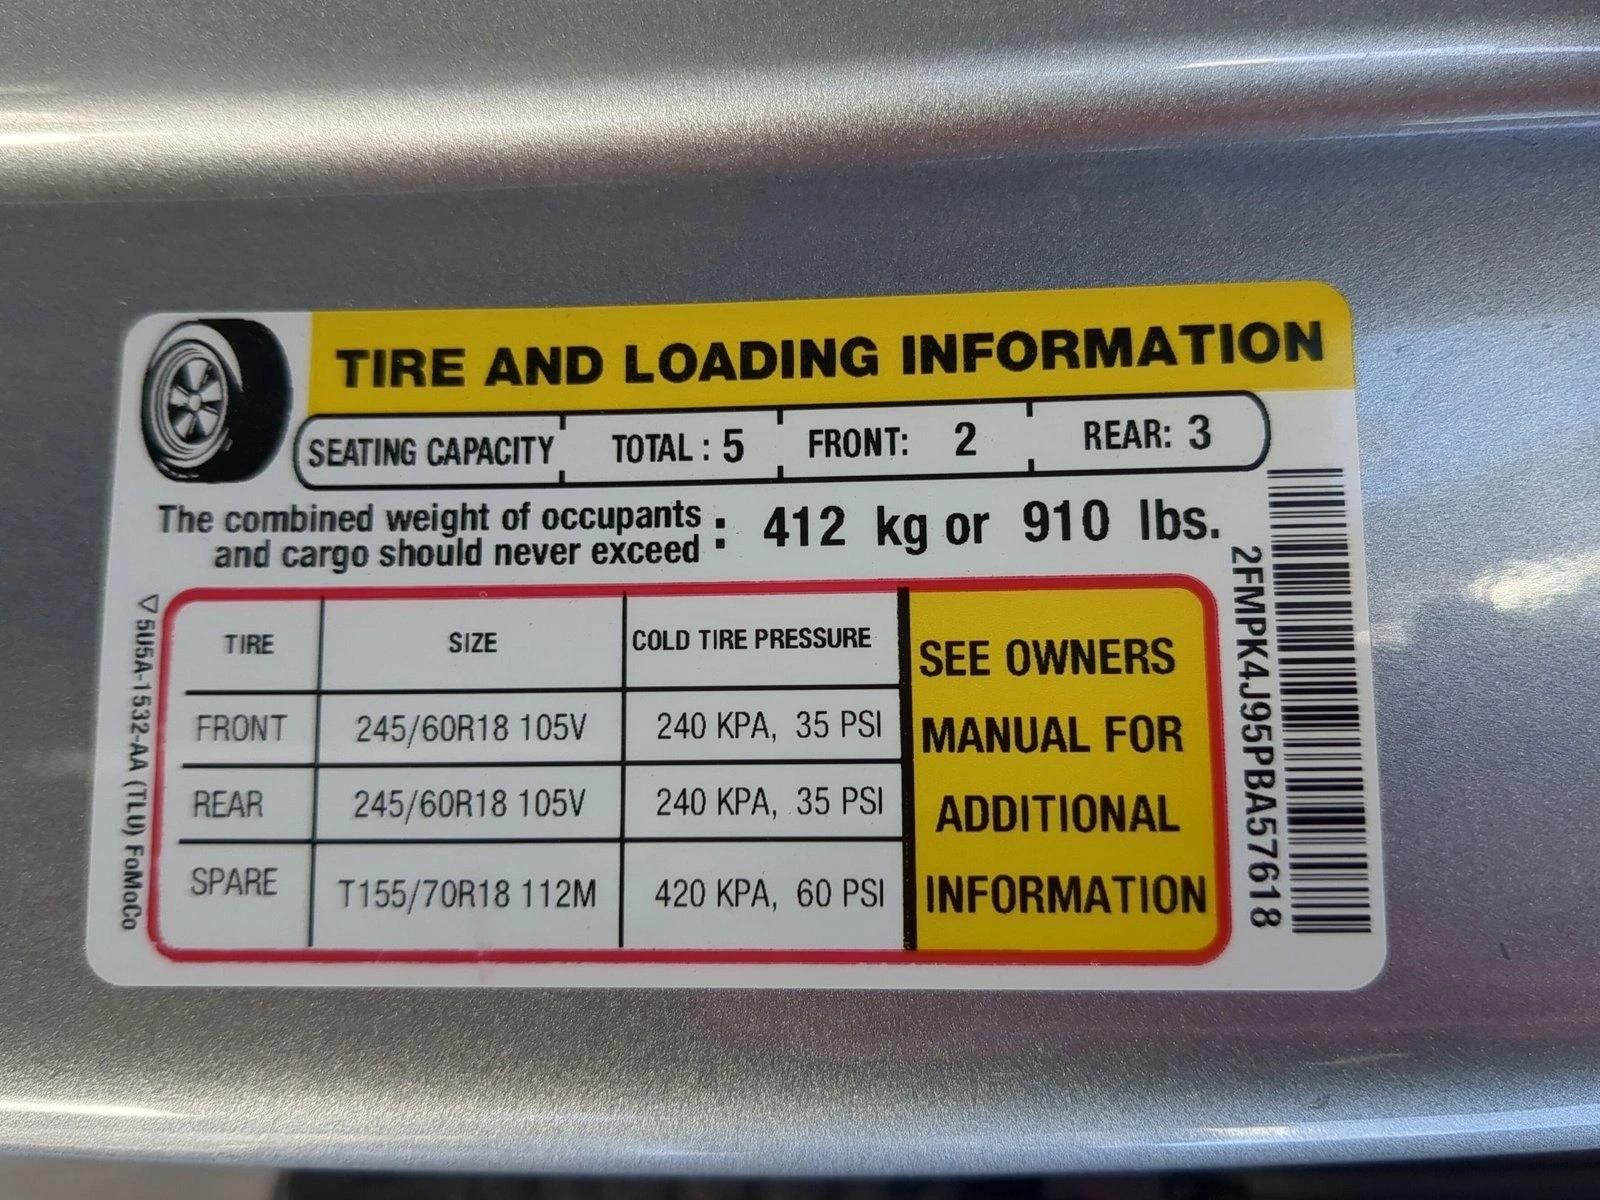 TIRE AND LOADING INFORMATION
SEATING CAPACITY TOTAL : 5 FRONT: 2 REAR: 3
The combined weight of occupants
and cargo should never exceed : 412 kg or 910 lbs.
TIRE SIZE COLD TIRE PRESSURE
FRONT 245/60R18 105V 240 KPA, 35 PSI
REAR 245/60R18 105V 240 KPA, 35 PSI
SPARE T155/70R18 112M 420 KPA, 60 PSI
SEE OWNERS
MANUAL FOR
ADDITIONAL
INFORMATION
5U5A-1532-AA (TLU) FoMoCo
2FMPK4J95PBA57618